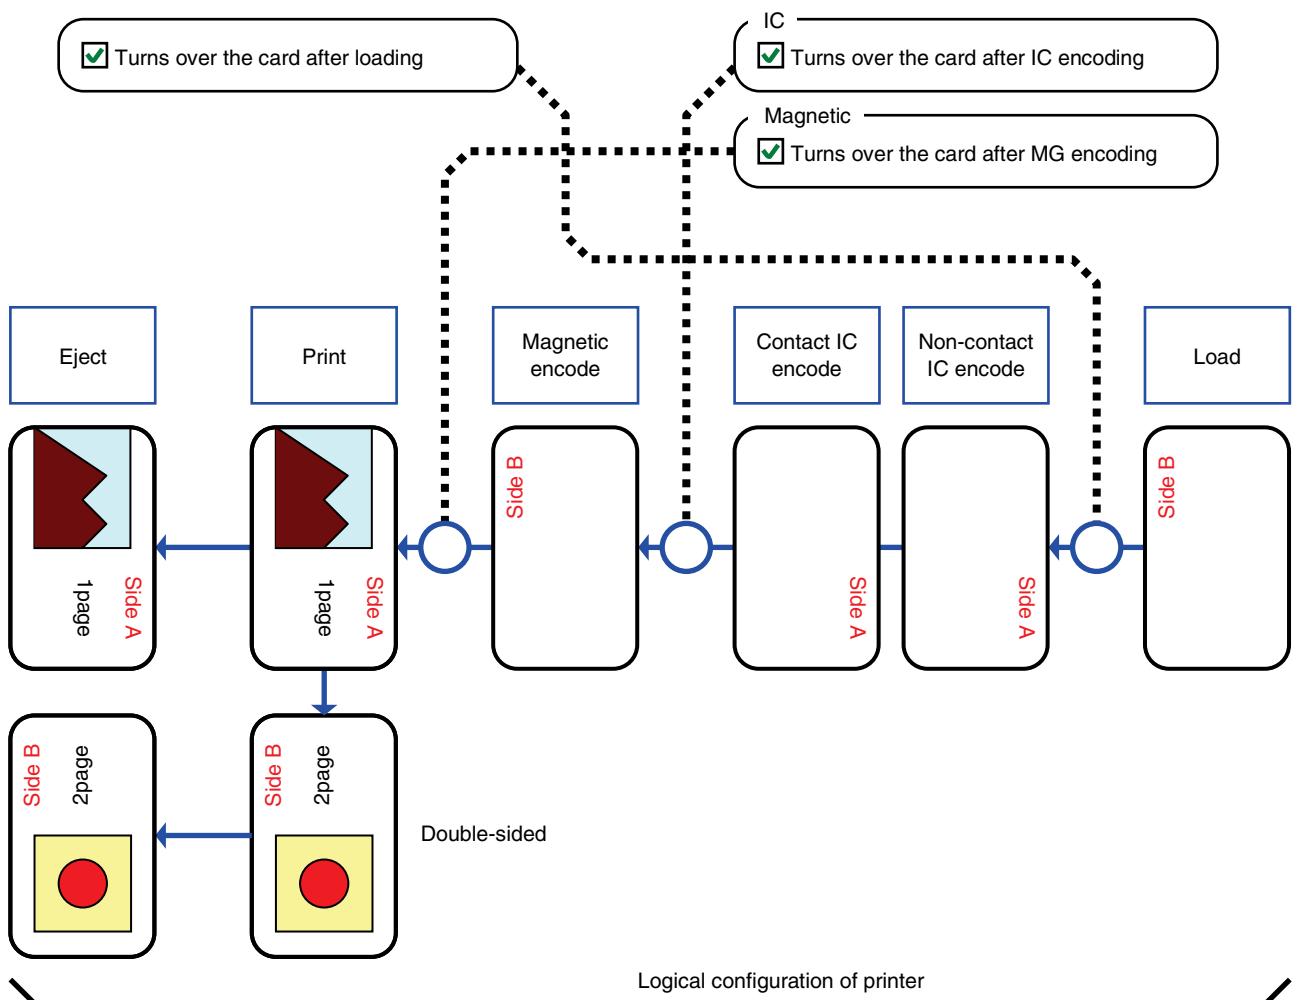 Turns over the card after loading
IC
Turns over the card after IC encoding
Magnetic
Turns over the card after MG encoding
Eject
Print
Magnetic
encode
Contact IC
encode
Non-contact
IC encode
Load
Side A
1page
Side A
1page
Side B
Side A
Side A
Side B
Side B
2page
Side B
2page
Double-sided
Logical configuration of printer